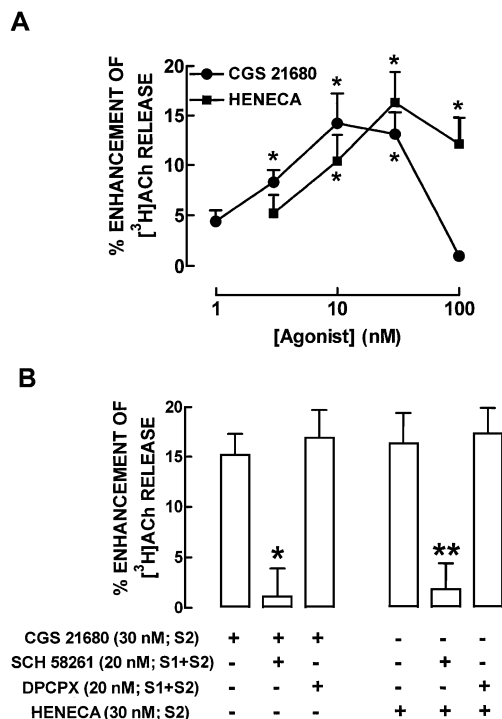 A
% ENHANCEMENT OF
[³H]ACh RELEASE
20
15
10
5
0
CGS 21680
HENECA
*
*
*
*
*
*
1
10
100
[Agonist] (nM)
B
% ENHANCEMENT OF
[³H]ACh RELEASE
20
15
10
5
0
*
**
CGS 21680 (30 nM; S2) + + + - - -
SCH 58261 (20 nM; S1+S2) - + - - + -
DPCPX (20 nM; S1+S2) - - + - - +
HENECA (30 nM; S2) - - - + + +